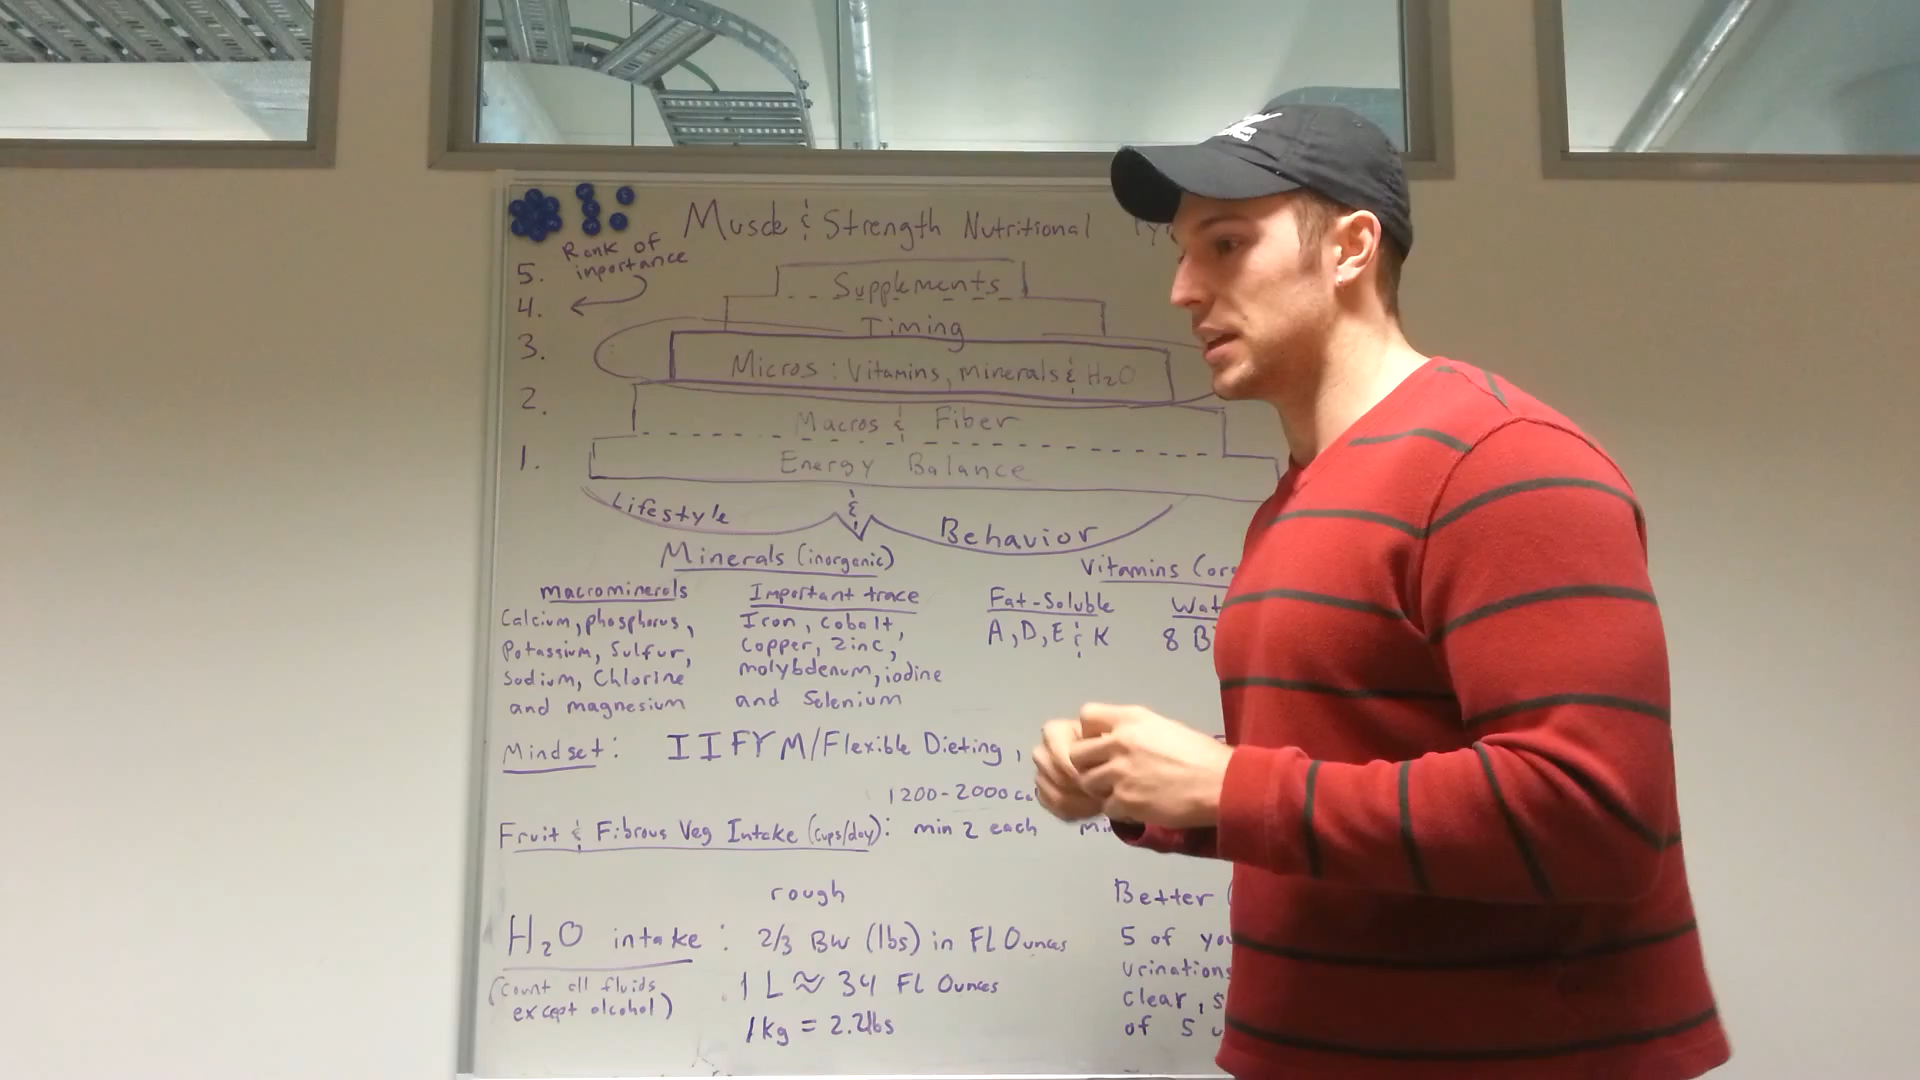 Muscle & Strength Nutritional
Rank of
importance
5.
4.
3.
2.
1.
Supplements
Timing
Micros: Vitamins, minerals & H2O
Macros & Fiber
Energy Balance
Lifestyle & Behavior
Minerals (inorganic)
macrominerals
Calcium, phosphorus,
Potassium, Sulfur,
Sodium, Chlorine
and magnesium
Important trace
Iron, cobalt,
Copper, Zinc,
molybdenum, iodine
and Selenium
Vitamins
Fat-Soluble
A, D, E & K
8 B
Mindset: IIFYM/Flexible Dieting,
1200-2000
Fruit & Fibrous Veg Intake (cups/day): min 2 each
rough
H2O intake: 2/3 BW (lbs) in FL Ounces
(count all fluids
except alcohol)
1 L ≈ 34 FL Ounces
1kg = 2.2lbs
Better
5 of
urinations
clear,
of 5